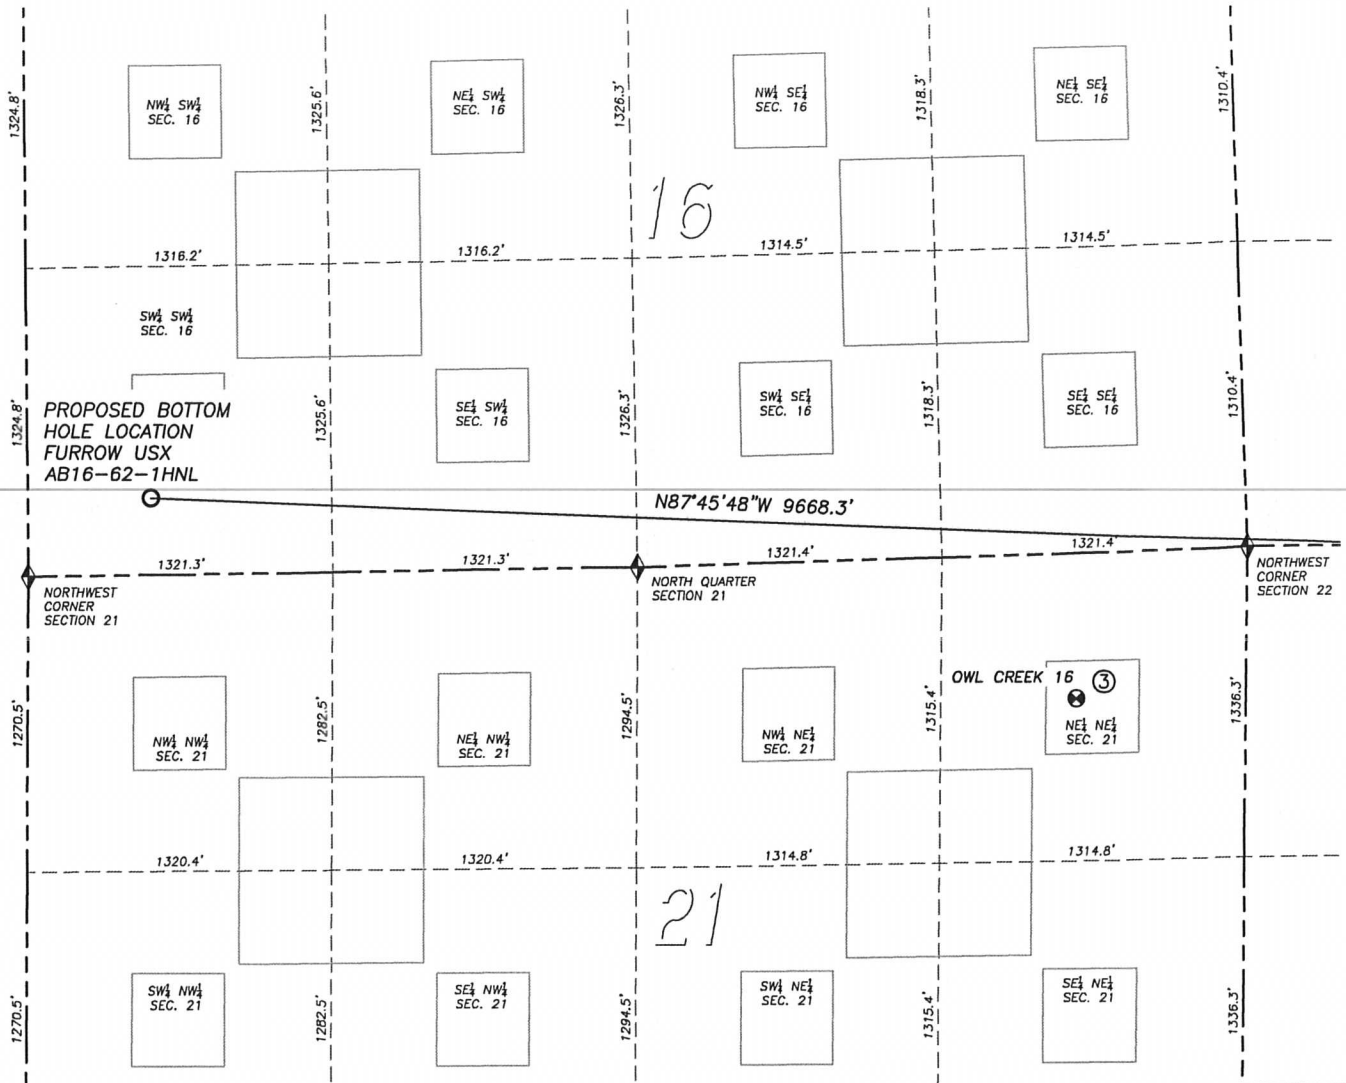 1324.8'
NW¼ SW¼
SEC. 16
1325.6'
NE¼ SW¼
SEC. 16
1326.3'
NW¼ SE¼
SEC. 16
1318.3'
NE¼ SE¼
SEC. 16
1310.4'
16
1316.2'
1316.2'
1314.5'
1314.5'
SW¼ SW¼
SEC. 16
1324.8'
PROPOSED BOTTOM
HOLE LOCATION
FURROW USX
AB16-62-1HNL
1325.6'
SE¼ SW¼
SEC. 16
1326.3'
SW¼ SE¼
SEC. 16
1318.3'
SE¼ SE¼
SEC. 16
1310.4'
N87°45'48"W 9668.3'
1321.3'
1321.3'
1321.4'
1321.4'
NORTHWEST
CORNER
SECTION 21
NORTH QUARTER
SECTION 21
NORTHWEST
CORNER
SECTION 22
OWL CREEK 16
3
1270.5'
NW¼ NW¼
SEC. 21
1282.5'
NE¼ NW¼
SEC. 21
1294.5'
NW¼ NE¼
SEC. 21
1315.4'
NE¼ NE¼
SEC. 21
1336.3'
1320.4'
1320.4'
1314.8'
1314.8'
21
1270.5'
SW¼ NW¼
SEC. 21
1282.5'
SE¼ NW¼
SEC. 21
1294.5'
SW¼ NE¼
SEC. 21
1315.4'
SE¼ NE¼
SEC. 21
1336.3'